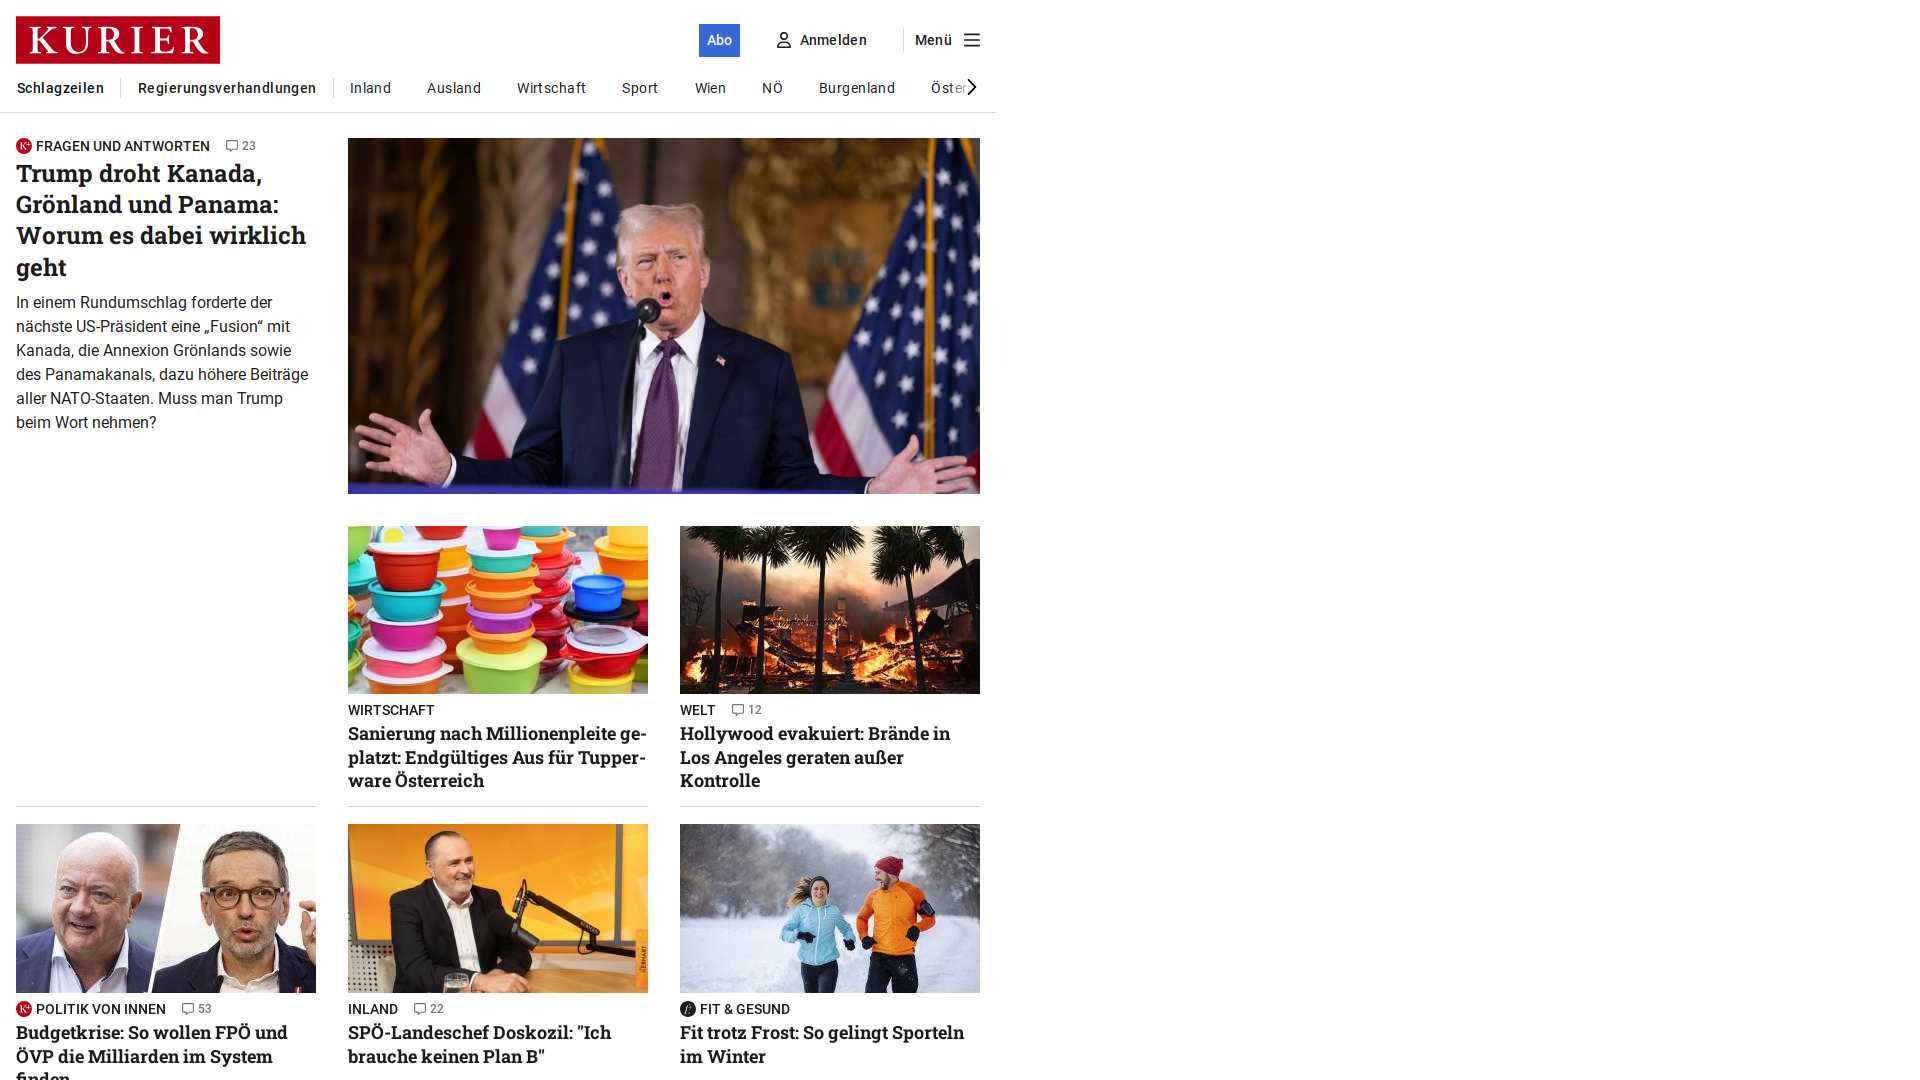 KURIER
Abo
Anmelden
Menü
Schlagzeilen
Regierungsverhandlungen
Inland
Ausland
Wirtschaft
Sport
Wien
NÖ
Burgenland
Öster
FRAGEN UND ANTWORTEN 23
Trump droht Kanada,
Grönland und Panama:
Worum es dabei wirklich
geht
In einem Rundumschlag forderte der
nächste US-Präsident eine „Fusion“ mit
Kanada, die Annexion Grönlands sowie
des Panamakanals, dazu höhere Beiträge
aller NATO-Staaten. Muss man Trump
beim Wort nehmen?
WIRTSCHAFT
Sanierung nach Millionenpleite ge-
platzt: Endgültiges Aus für Tupper-
ware Österreich
WELT 12
Hollywood evakuiert: Brände in
Los Angeles geraten außer
Kontrolle
POLITIK VON INNEN 53
Budgetkrise: So wollen FPÖ und
ÖVP die Milliarden im System
finden
INLAND 22
SPÖ-Landeschef Doskozil: "Ich
brauche keinen Plan B"
FIT & GESUND
Fit trotz Frost: So gelingt Sporteln
im Winter